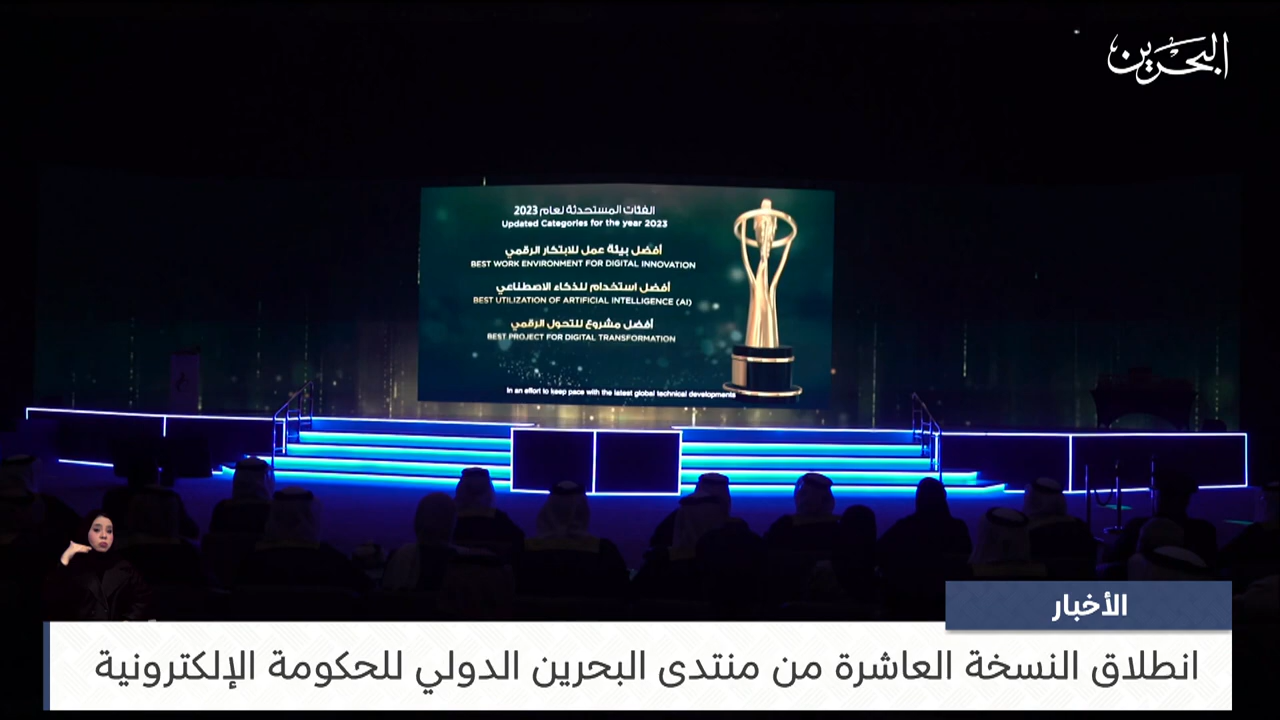 البحرين
الفئات المستحدثة لعام 2023
Updated Categories for the year 2023
أفضل بيئة عمل للابتكار الرقمي
BEST WORK ENVIRONMENT FOR DIGITAL INNOVATION
أفضل استخدام للذكاء الاصطناعي
BEST UTILIZATION OF ARTIFICIAL INTELLIGENCE (AI)
أفضل مشروع للتحول الرقمي
BEST PROJECT FOR DIGITAL TRANSFORMATION
In an effort to keep pace with the latest global technical developments
الأخبار
انطلاق النسخة العاشرة من منتدى البحرين الدولي للحكومة الإلكترونية